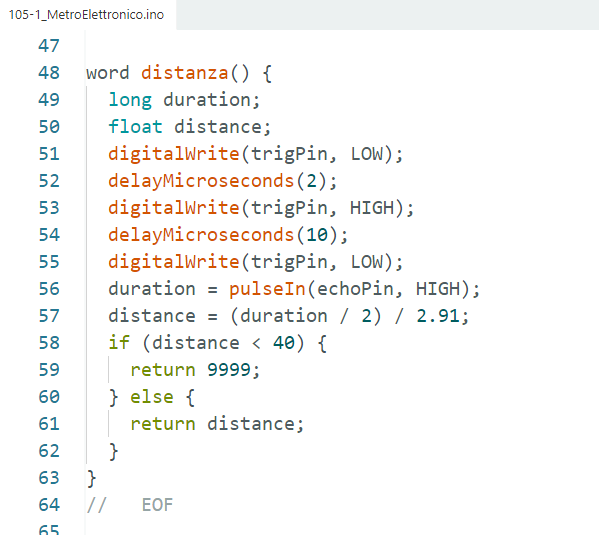 105-1_MetroElettronico.ino
47
48 word distanza() {
49 long duration;
50 float distance;
51 digitalWrite(trigPin, LOW);
52 delayMicroseconds(2);
53 digitalWrite(trigPin, HIGH);
54 delayMicroseconds(10);
55 digitalWrite(trigPin, LOW);
56 duration = pulseIn(echoPin, HIGH);
57 distance = (duration / 2) / 2.91;
58 if (distance < 40) {
59 return 9999;
60 } else {
61 return distance;
62 }
63 }
64 // EOF
65